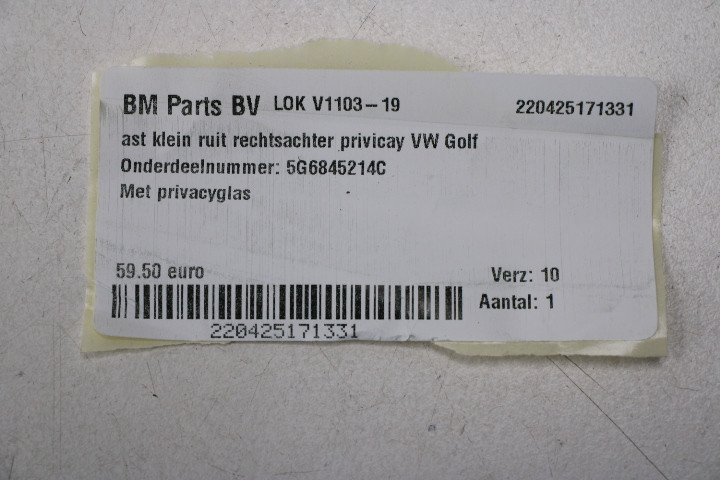 BM Parts BV LOK V1103-19 220425171331
ast klein ruit rechtsachter privicay VW Golf
Onderdeelnummer: 5G6845214C
Met privacyglas
59.50 euro Verz: 10
Aantal: 1
220425171331